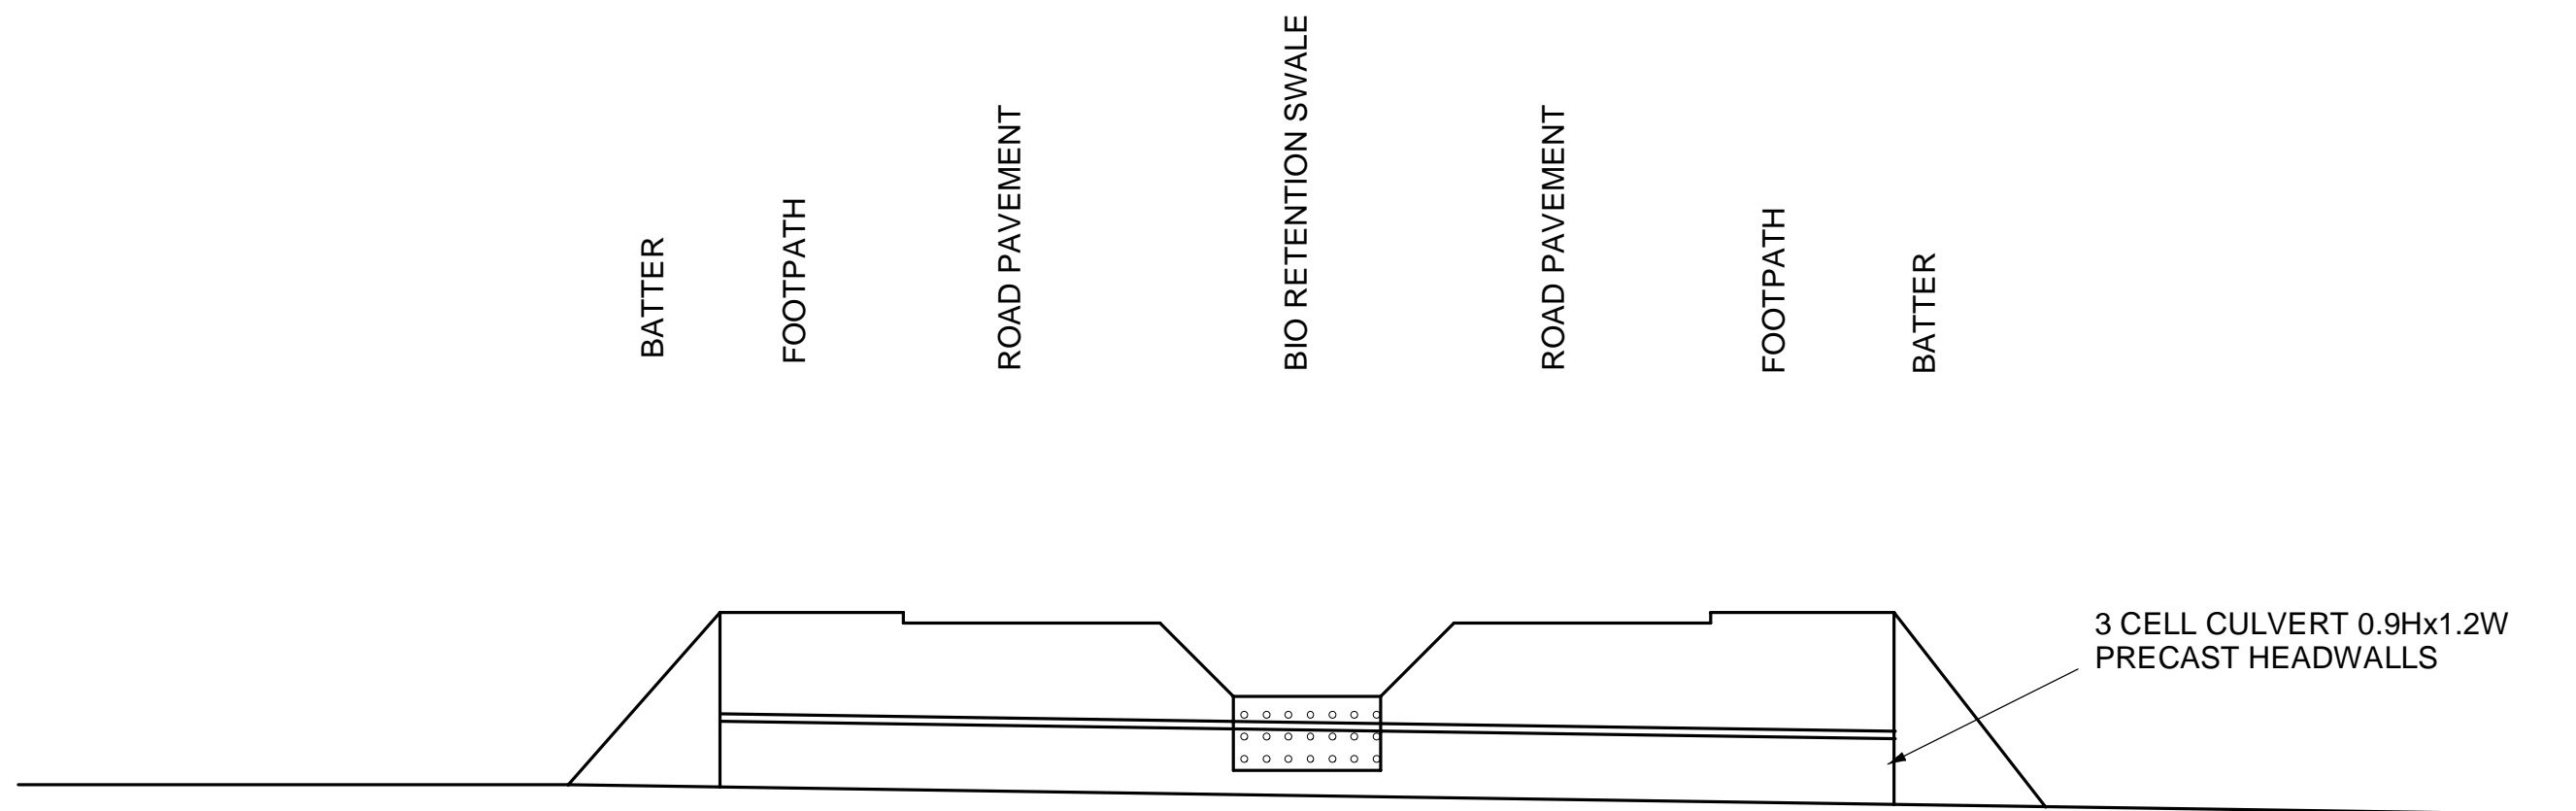 BATTER
FOOTPATH
ROAD PAVEMENT
BIO RETENTION SWALE
ROAD PAVEMENT
FOOTPATH
BATTER
3 CELL CULVERT 0.9Hx1.2W
PRECAST HEADWALLS